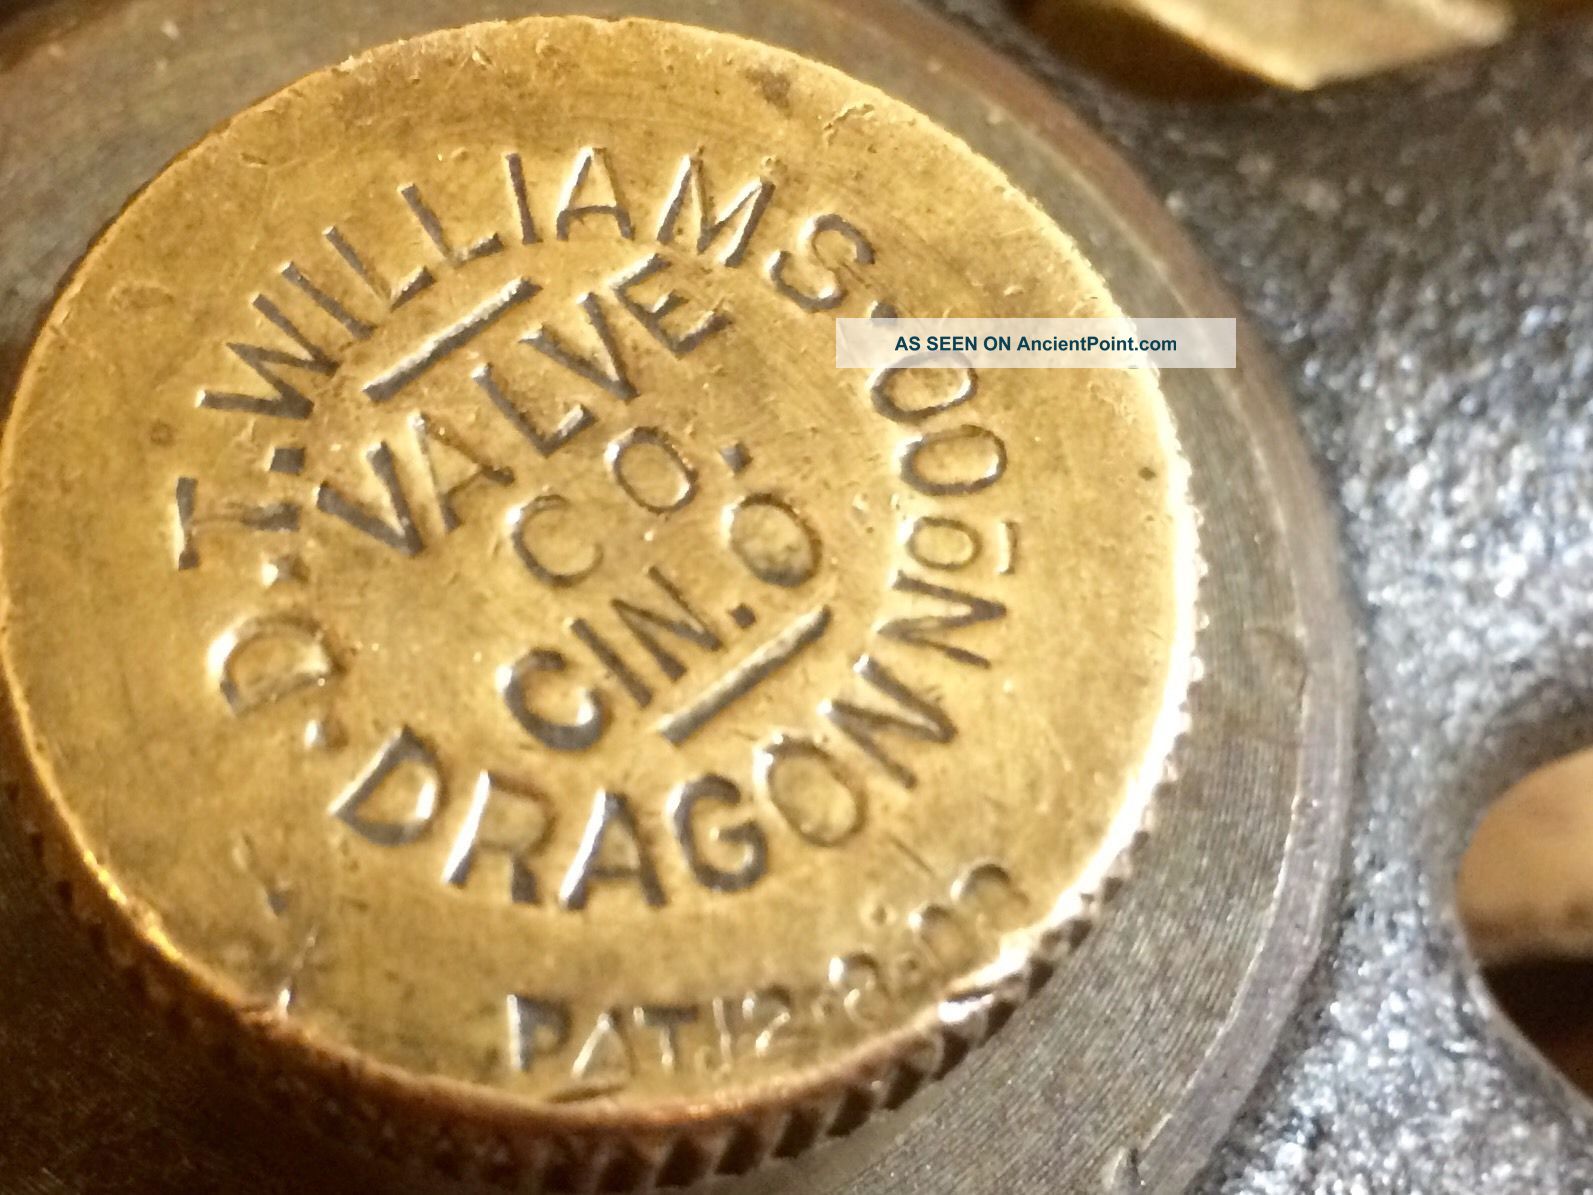 D.T. WILLIAMS.
VALVE
CO.
CIN.O
DRAGON No 00
PAT
AS SEEN ON AncientPoint.com